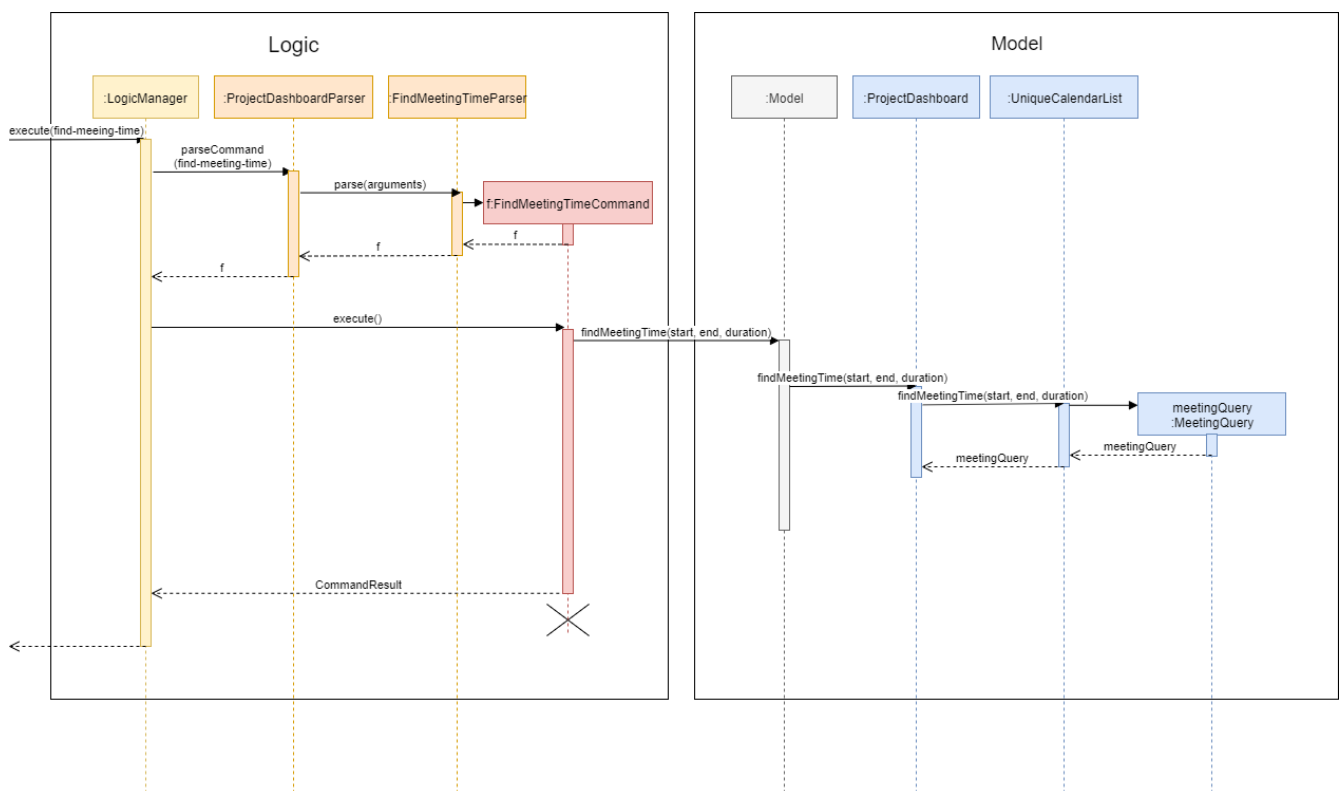 Logic
Model
:LogicManager
:ProjectDashboardParser
:FindMeetingTimeParser
:Model
:ProjectDashboard
:UniqueCalendarList
execute(find-meeing-time)
parseCommand
(find-meeting-time)
parse(arguments)
f:FindMeetingTimeCommand
f
f
f
execute()
findMeetingTime(start, end, duration)
findMeetingTime(start, end, duration)
findMeetingTime(start, end, duration)
meetingQuery
:MeetingQuery
meetingQuery
meetingQuery
CommandResult